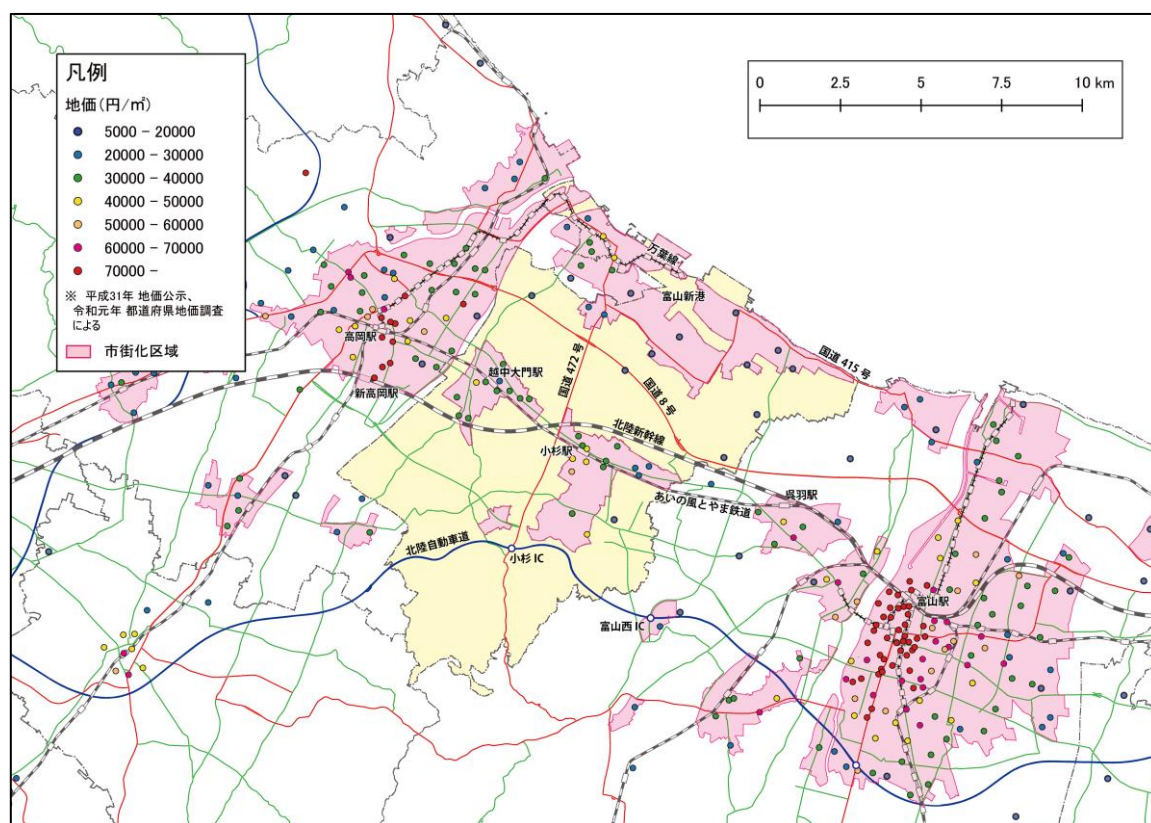 凡例
地価(円/㎡)
5000 - 20000
20000 - 30000
30000 - 40000
40000 - 50000
50000 - 60000
60000 - 70000
70000 -
※ 平成31年 地価公示、
令和元年 都道府県地価調査
による
市街化区域
0 2.5 5 7.5 10 km
万葉線
富山新港
高岡駅
越中大門駅
国道 472 号
国道 415 号
新高岡駅
国道 8 号
北陸新幹線
小杉駅
呉羽駅
あいの風とやま鉄道
北陸自動車道
小杉 IC
富山駅
富山西 IC